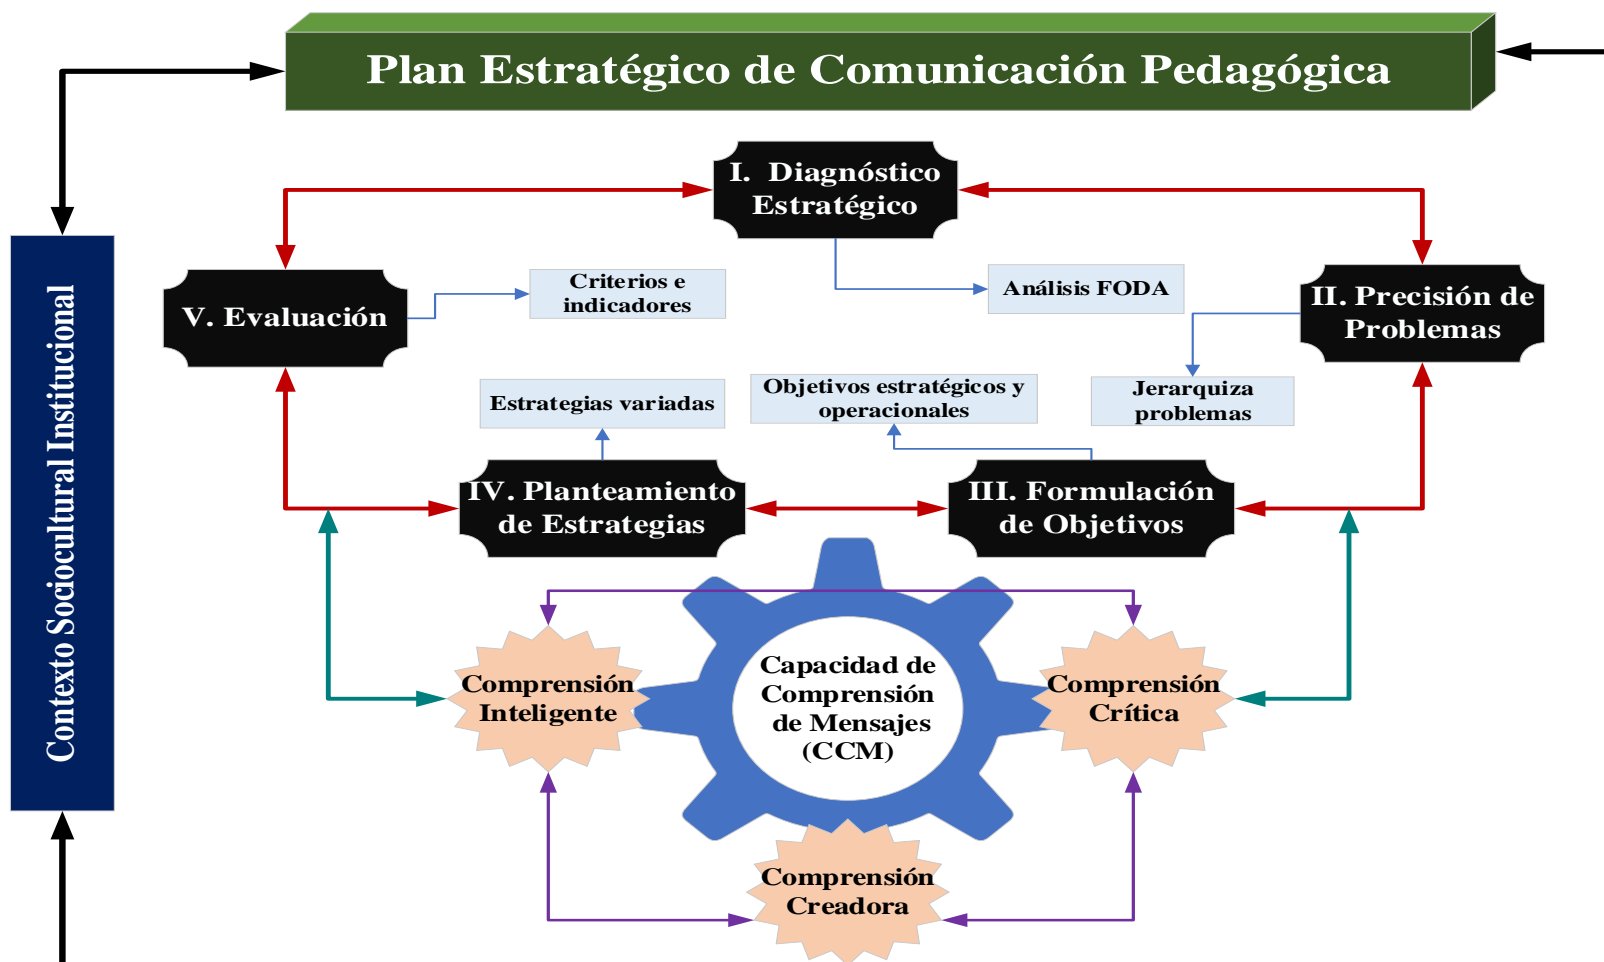 Plan Estratégico de Comunicación Pedagógica
I. Diagnóstico
Estratégico
Criterios e
indicadores
Análisis FODA
V. Evaluación
II. Precisión de
Problemas
Contexto Sociocultural Institucional
Estrategias variadas
Objetivos estratégicos y
operacionales
Jerarquiza
problemas
IV. Planteamiento
de Estrategias
III. Formulación
de Objetivos
Comprensión
Inteligente
Capacidad de
Comprensión
de Mensajes
(CCM)
Comprensión
Crítica
Comprensión
Creadora